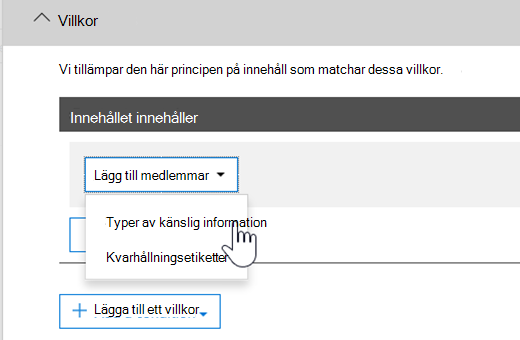 Villkor
Vi tillämpar den här principen på innehåll som matchar dessa villkor.
Innehållet innehåller
Lägg till medlemmar
Typer av känslig information
Kvarhållningsetiketter
Lägga till ett villkor